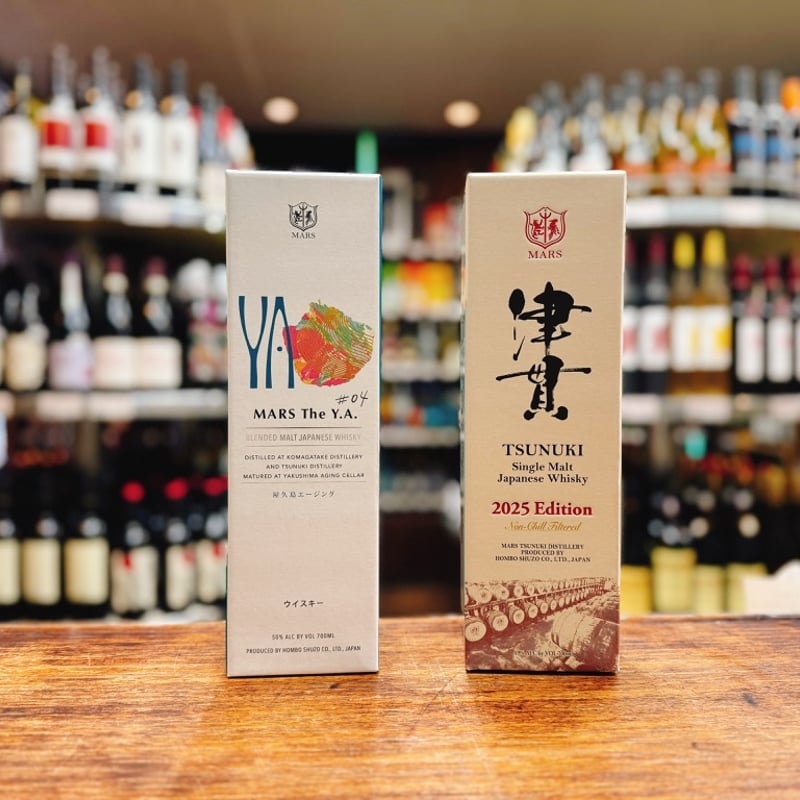 MARS
YA
#04
MARS The Y.A.
BLENDED MALT JAPANESE WHISKY
DISTILLED AT KOMAGATAKE DISTILLERY
AND TSUNUKI DISTILLERY
MATURED AT YAKUSHIMA AGING CELLAR
屋久島エージング
ウイスキー
50% ALC BY VOL 700ML
PRODUCED BY HOMBO SHUZO CO., LTD., JAPAN
MARS
津貫
TSUNUKI
Single Malt
Japanese Whisky
2025 Edition
Non-Chill Filtered
MARS TSUNUKI DISTILLERY
PRODUCED BY
HOMBO SHUZO CO., LTD., JAPAN